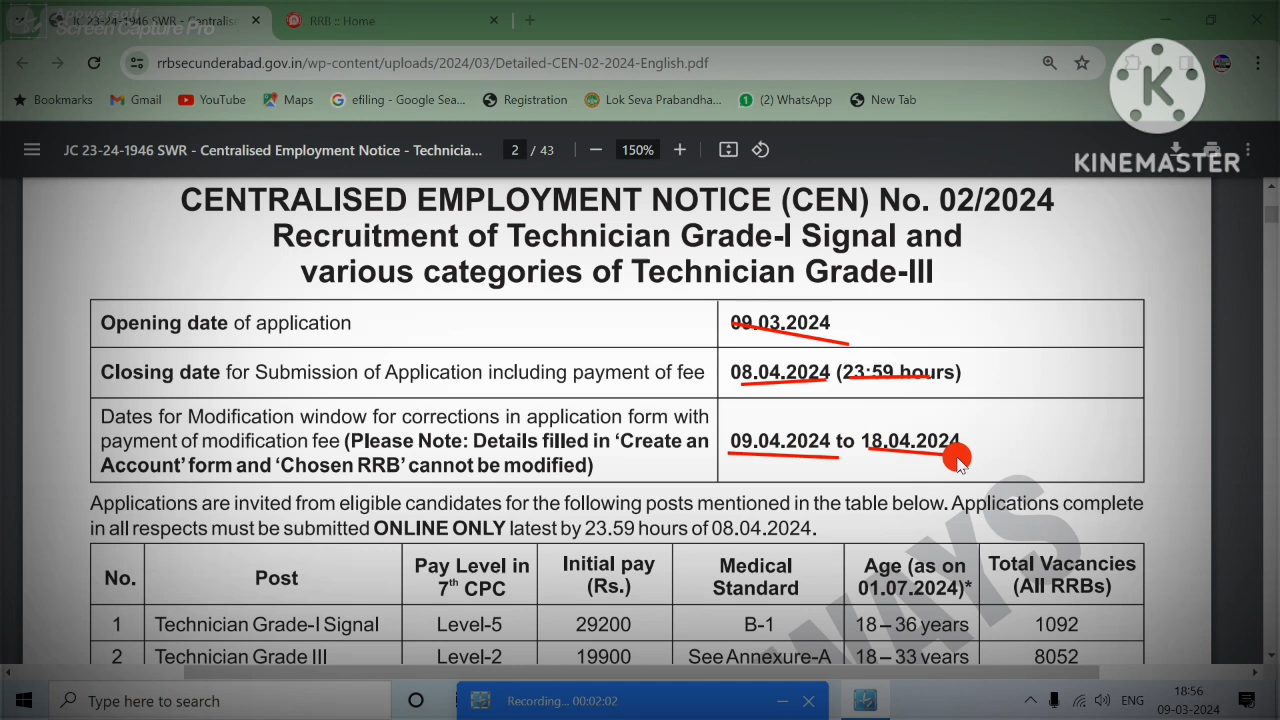 Apowersoft
Screen Capture Pro
JC 23-24-1946 SWR - Centralise
RRB :: Home
rrbsecunderabad.gov.in/wp-content/uploads/2024/03/Detailed-CEN-02-2024-English.pdf
Bookmarks Gmail YouTube Maps efiling - Google Sea... Registration Lok Seva Prabandha... (2) WhatsApp New Tab
K
KINEMASTER
JC 23-24-1946 SWR - Centralised Employment Notice - Technicia... 2 / 43 150%
CENTRALISED EMPLOYMENT NOTICE (CEN) No. 02/2024
Recruitment of Technician Grade-I Signal and
various categories of Technician Grade-III
Opening date of application 09.03.2024
Closing date for Submission of Application including payment of fee 08.04.2024 (23:59 hours)
Dates for Modification window for corrections in application form with
payment of modification fee (Please Note: Details filled in ‘Create an
Account’ form and ‘Chosen RRB’ cannot be modified)
09.04.2024 to 18.04.2024
Applications are invited from eligible candidates for the following posts mentioned in the table below. Applications complete
in all respects must be submitted ONLINE ONLY latest by 23.59 hours of 08.04.2024.
No. Post Pay Level in 7th CPC Initial pay (Rs.) Medical Standard Age (as on 01.07.2024)* Total Vacancies (All RRBs)
1 Technician Grade-I Signal Level-5 29200 B-1 18 – 36 years 1092
2 Technician Grade III Level-2 19900 See Annexure-A 18 – 33 years 8052
WAYS
Type here to search
Recording... 00:02:02
ENG
18:56
09-03-2024